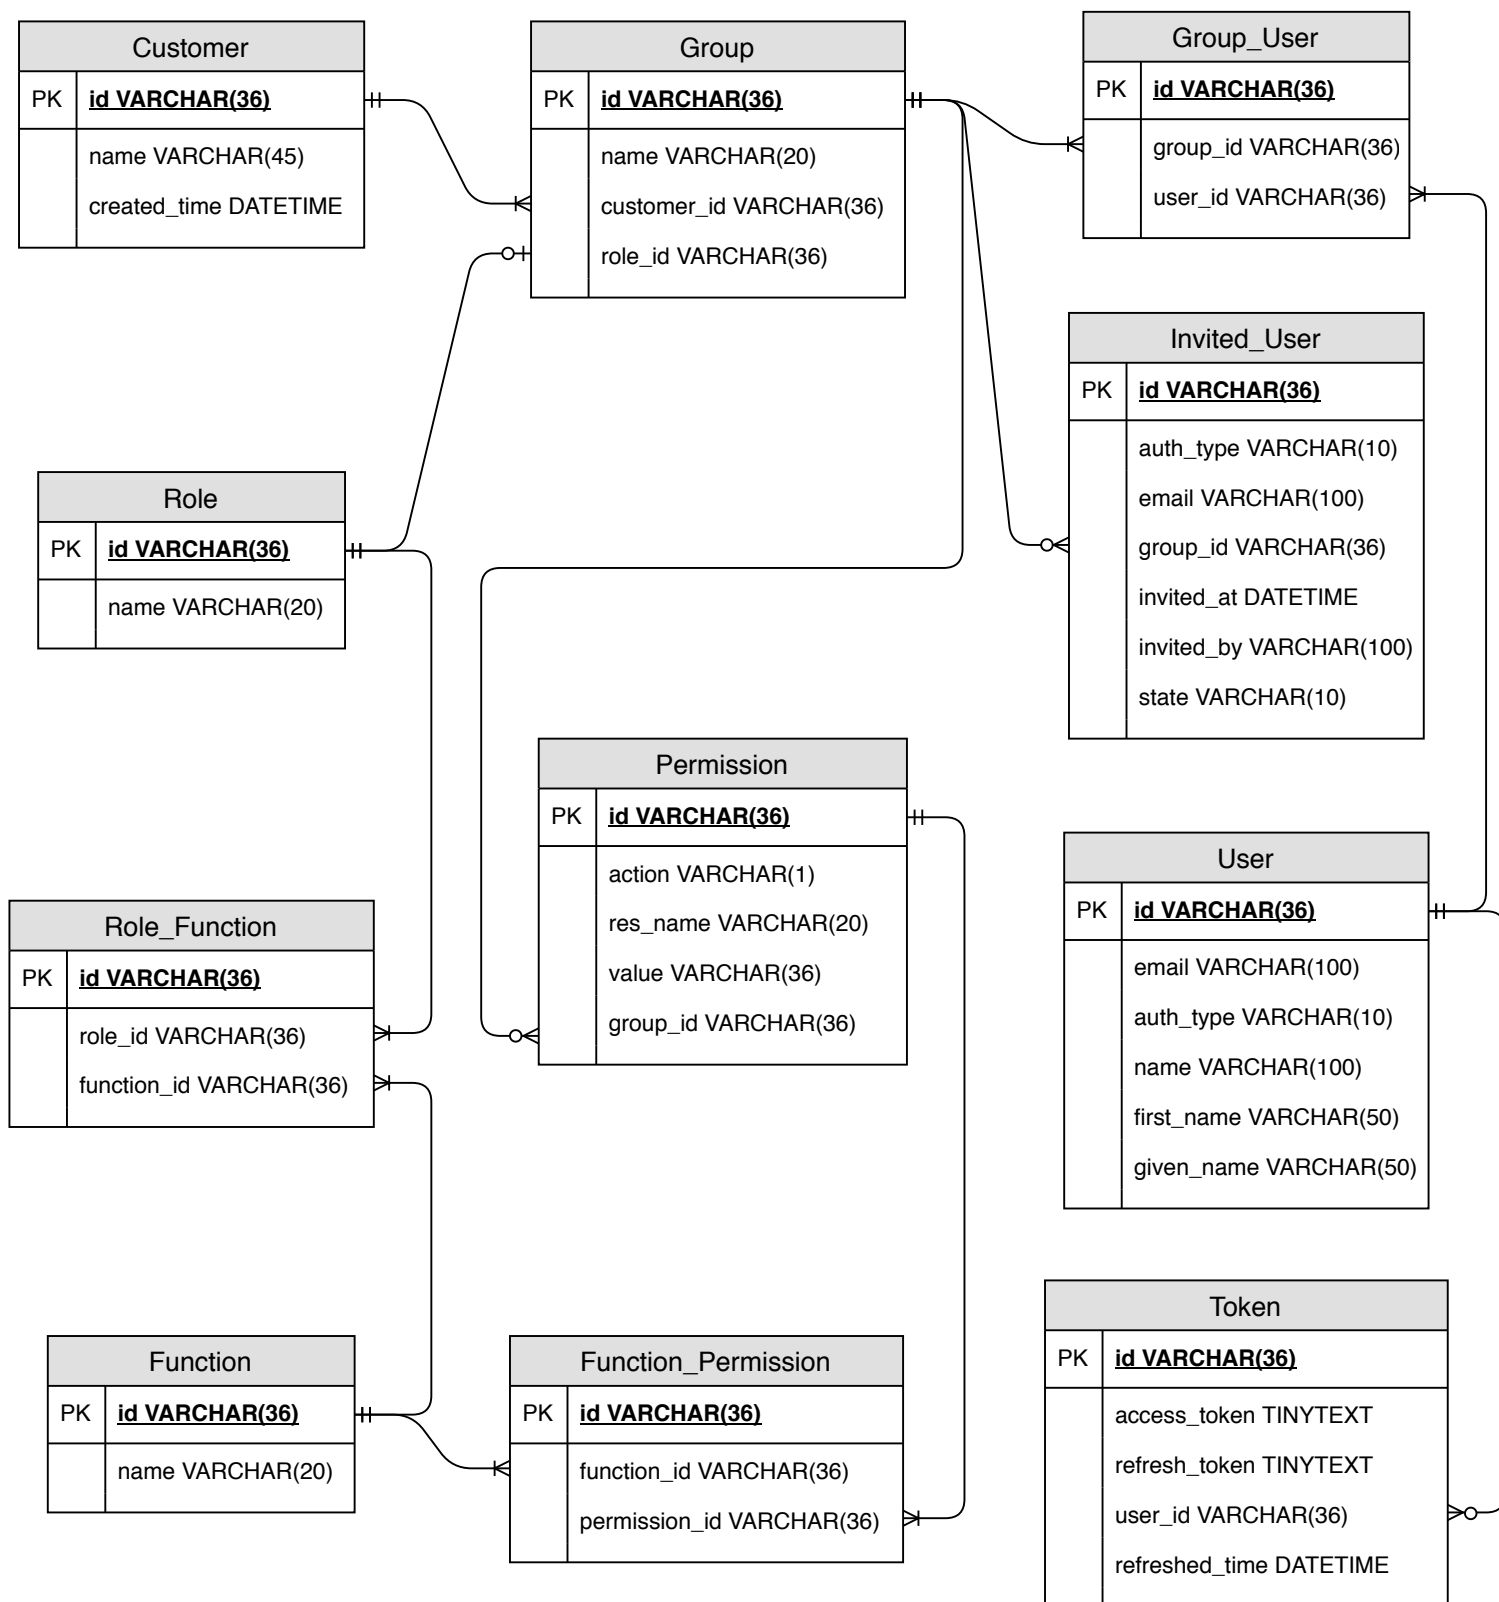 Customer
PK id VARCHAR(36)
name VARCHAR(45)
created_time DATETIME
Group
PK id VARCHAR(36)
name VARCHAR(20)
customer_id VARCHAR(36)
role_id VARCHAR(36)
Group_User
PK id VARCHAR(36)
group_id VARCHAR(36)
user_id VARCHAR(36)
Invited_User
PK id VARCHAR(36)
auth_type VARCHAR(10)
email VARCHAR(100)
group_id VARCHAR(36)
invited_at DATETIME
invited_by VARCHAR(100)
state VARCHAR(10)
Role
PK id VARCHAR(36)
name VARCHAR(20)
Permission
PK id VARCHAR(36)
action VARCHAR(1)
res_name VARCHAR(20)
value VARCHAR(36)
group_id VARCHAR(36)
User
PK id VARCHAR(36)
email VARCHAR(100)
auth_type VARCHAR(10)
name VARCHAR(100)
first_name VARCHAR(50)
given_name VARCHAR(50)
Role_Function
PK id VARCHAR(36)
role_id VARCHAR(36)
function_id VARCHAR(36)
Function
PK id VARCHAR(36)
name VARCHAR(20)
Function_Permission
PK id VARCHAR(36)
function_id VARCHAR(36)
permission_id VARCHAR(36)
Token
PK id VARCHAR(36)
access_token TINYTEXT
refresh_token TINYTEXT
user_id VARCHAR(36)
refreshed_time DATETIME